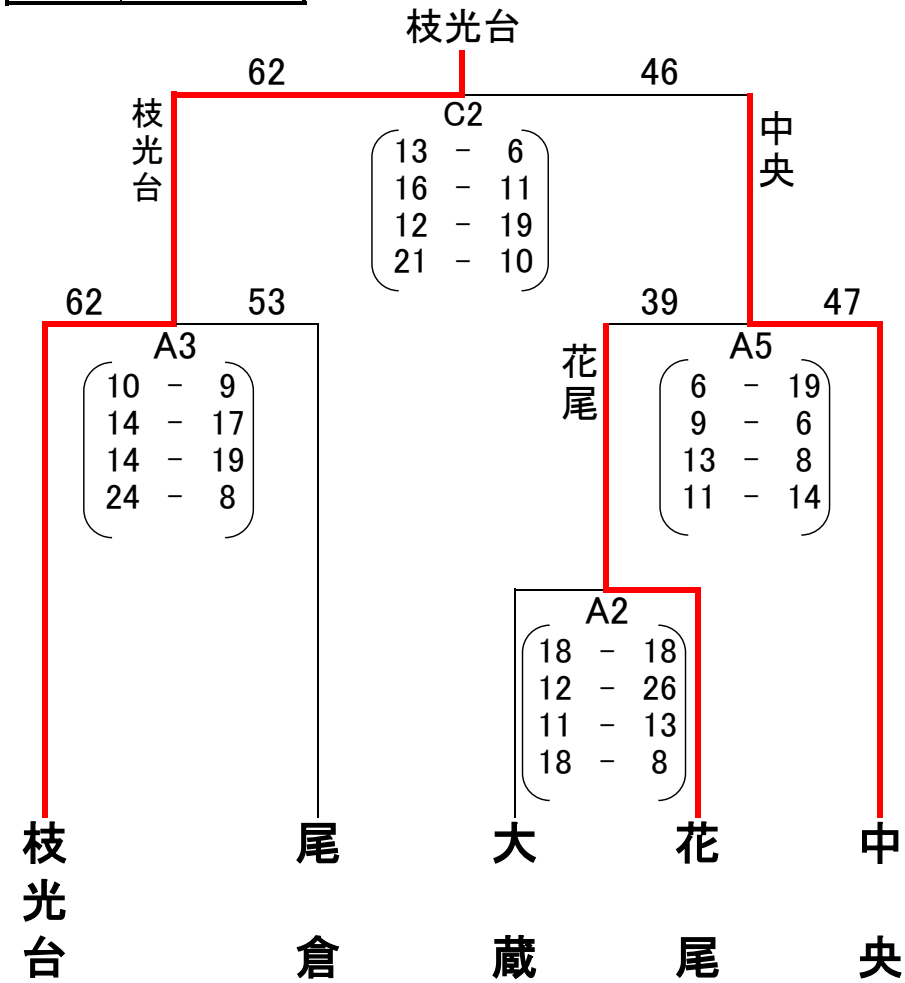 枝光台
62 46
枝光台
中央
C2
13 - 6
16 - 11
12 - 19
21 - 10
62 53
39 47
A3
10 - 9
14 - 17
14 - 19
24 - 8
花尾
A5
6 - 19
9 - 6
13 - 8
11 - 14
A2
18 - 18
12 - 26
11 - 13
18 - 8
枝光台
尾倉
大蔵
花尾
中央